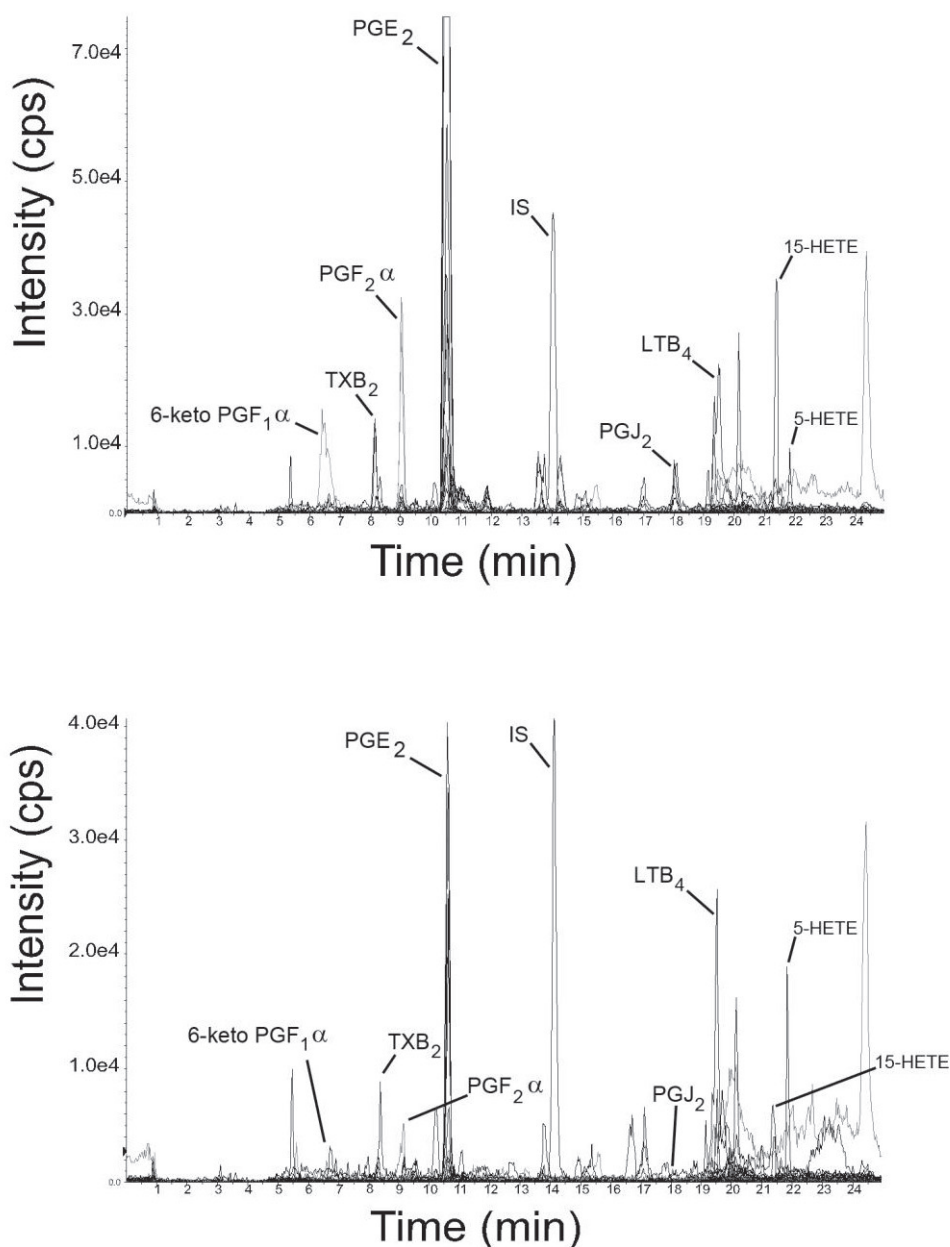 7.0e4
5.0e4
3.0e4
1.0e4
0.0
Intensity (cps)
PGE2
IS
15-HETE
PGF2α
LTB4
TXB2
5-HETE
6-keto PGF1α
PGJ2
1 2 3 4 5 6 7 8 9 10 11 12 13 14 15 16 17 18 19 20 21 22 23 24
Time (min)
4.0e4
3.0e4
2.0e4
1.0e4
0.0
Intensity (cps)
PGE2
IS
LTB4
5-HETE
6-keto PGF1α
TXB2
15-HETE
PGF2α
PGJ2
1 2 3 4 5 6 7 8 9 10 11 12 13 14 15 16 17 18 19 20 21 22 23 24
Time (min)